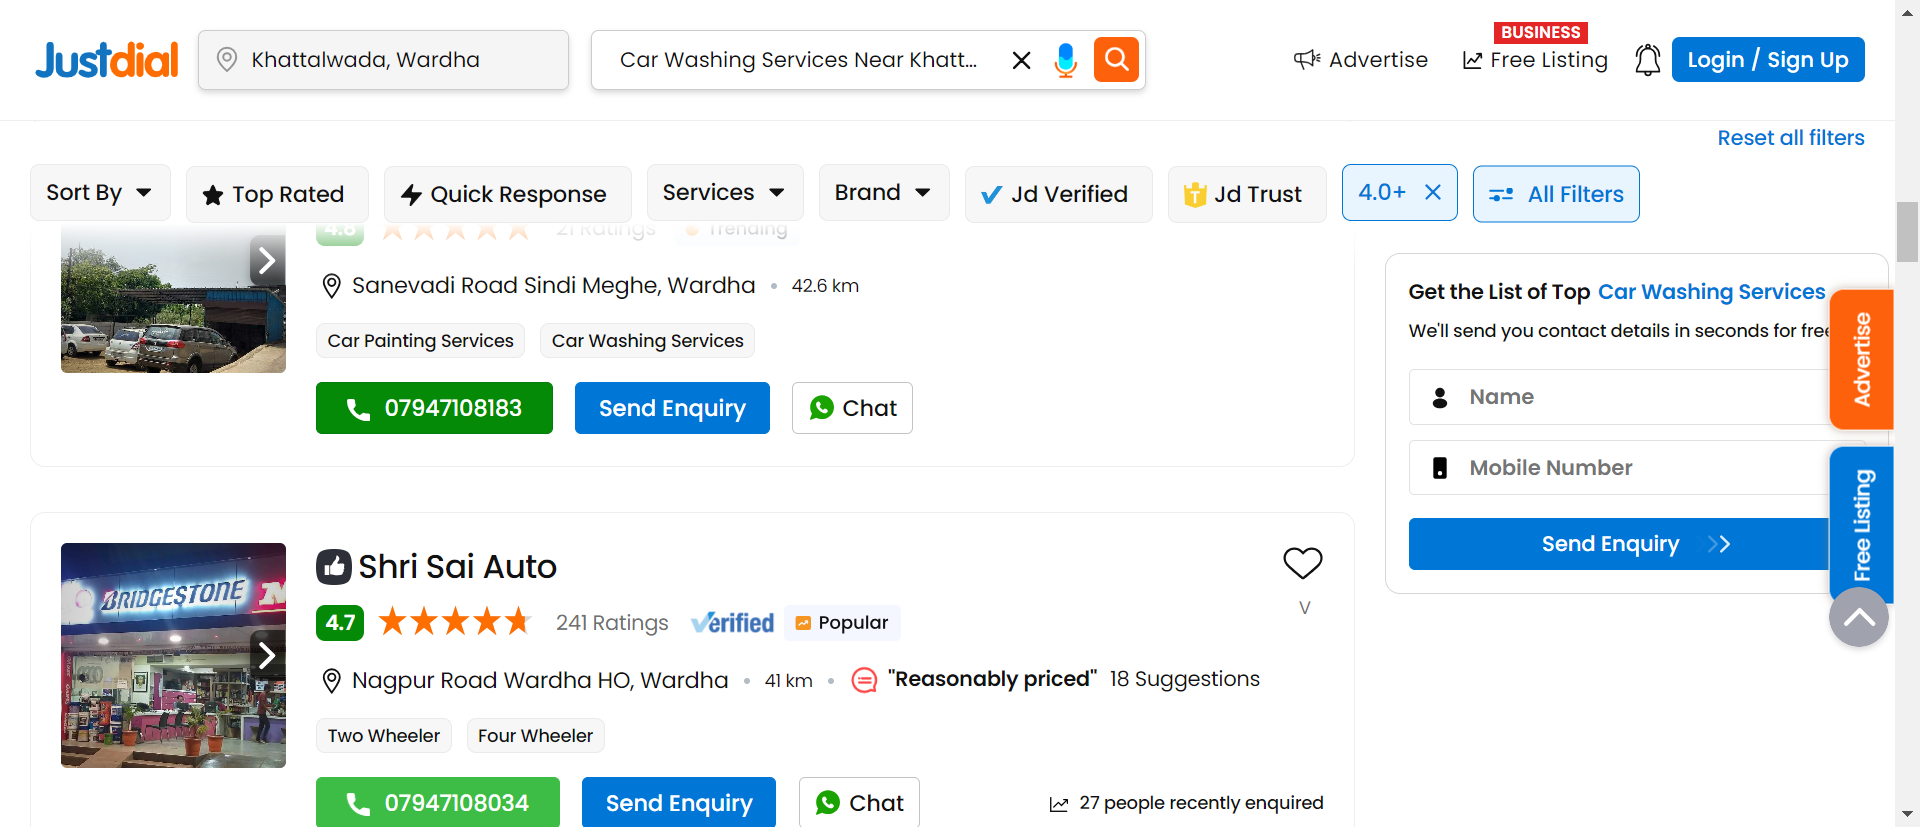 Justdial
Khattalwada, Wardha
Car Washing Services Near Khatt...
Advertise
BUSINESS
Free Listing
Login / Sign Up
Reset all filters
Sort By
Top Rated
Quick Response
Services
Brand
Jd Verified
Jd Trust
4.0+
All Filters
4.8
21 Ratings
Trending
Sanevadi Road Sindi Meghe, Wardha • 42.6 km
Car Painting Services
Car Washing Services
07947108183
Send Enquiry
Chat
BRIDGESTONE
Shri Sai Auto
4.7
241 Ratings
Verified
Popular
V
Nagpur Road Wardha HO, Wardha • 41 km • "Reasonably priced" 18 Suggestions
Two Wheeler
Four Wheeler
07947108034
Send Enquiry
Chat
27 people recently enquired
Get the List of Top Car Washing Services
We'll send you contact details in seconds for free
Name
Mobile Number
Send Enquiry
Advertise
Free Listing